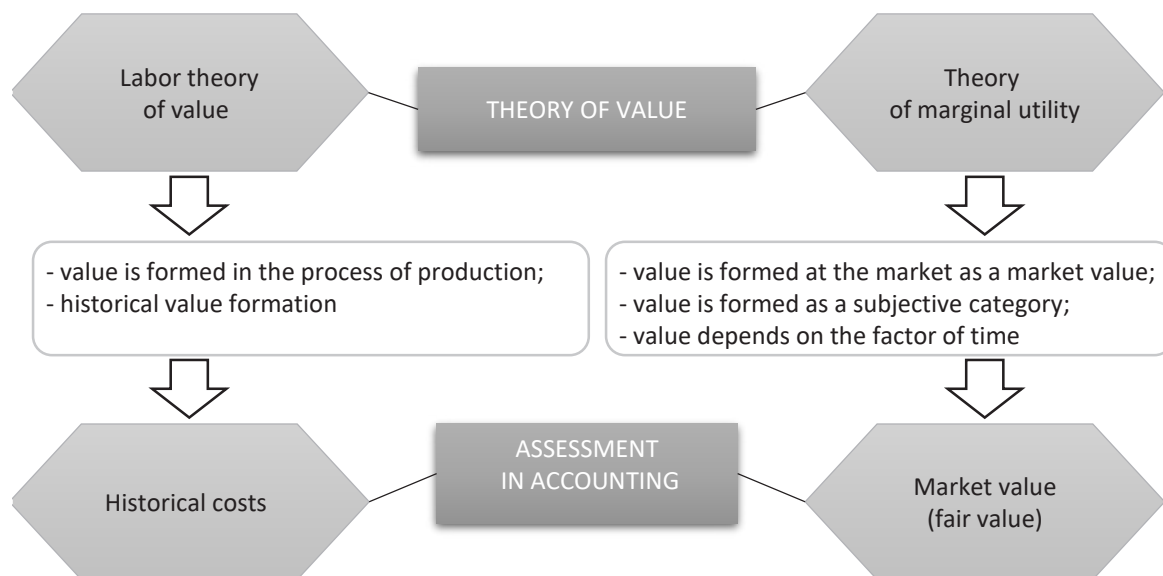 Labor theory
of value
THEORY OF VALUE
Theory
of marginal utility
- value is formed in the process of production;
- historical value formation
- value is formed at the market as a market value;
- value is formed as a subjective category;
- value depends on the factor of time
Historical costs
ASSESSMENT
IN ACCOUNTING
Market value
(fair value)